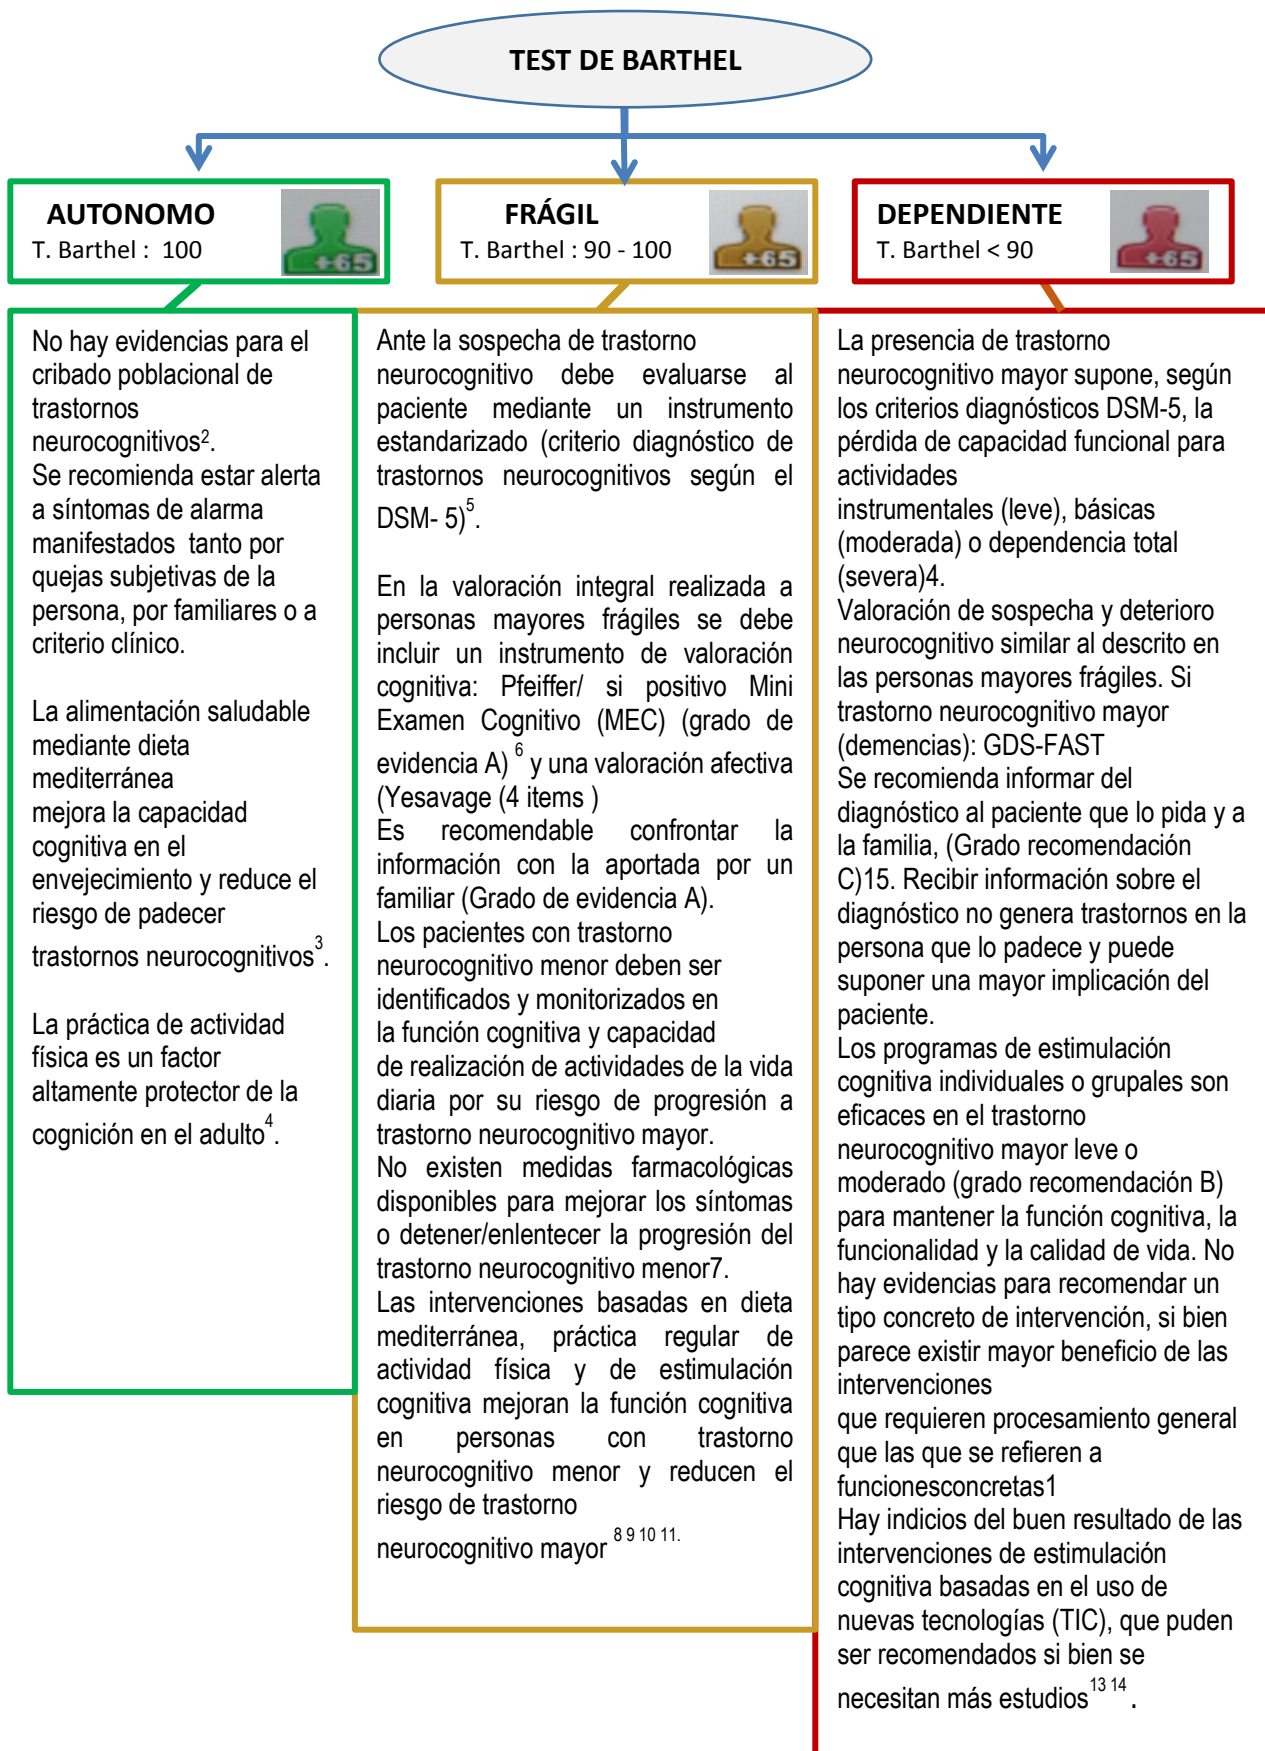 TEST DE BARTHEL
AUTONOMO
T. Barthel : 100
+65
FRÁGIL
T. Barthel : 90 - 100
+65
DEPENDIENTE
T. Barthel < 90
+65
No hay evidencias para el
cribado poblacional de
trastornos
neurocognitivos².
Se recomienda estar alerta
a síntomas de alarma
manifestados tanto por
quejas subjetivas de la
persona, por familiares o a
criterio clínico.
La alimentación saludable
mediante dieta
mediterránea
mejora la capacidad
cognitiva en el
envejecimiento y reduce el
riesgo de padecer
trastornos neurocognitivos³.
La práctica de actividad
física es un factor
altamente protector de la
cognición en el adulto⁴.
Ante la sospecha de trastorno
neurocognitivo debe evaluarse al
paciente mediante un instrumento
estandarizado (criterio diagnóstico de
trastornos neurocognitivos según el
DSM- 5)⁵.
En la valoración integral realizada a
personas mayores frágiles se debe
incluir un instrumento de valoración
cognitiva: Pfeiffer/ si positivo Mini
Examen Cognitivo (MEC) (grado de
evidencia A) ⁶ y una valoración afectiva
(Yesavage (4 items )
Es recomendable confrontar la
información con la aportada por un
familiar (Grado de evidencia A).
Los pacientes con trastorno
neurocognitivo menor deben ser
identificados y monitorizados en
la función cognitiva y capacidad
de realización de actividades de la vida
diaria por su riesgo de progresión a
trastorno neurocognitivo mayor.
No existen medidas farmacológicas
disponibles para mejorar los síntomas
o detener/enlentecer la progresión del
trastorno neurocognitivo menor7.
Las intervenciones basadas en dieta
mediterránea, práctica regular de
actividad física y de estimulación
cognitiva mejoran la función cognitiva
en personas con trastorno
neurocognitivo menor y reducen el
riesgo de trastorno
neurocognitivo mayor ⁸ ⁹ ¹⁰ ¹¹.
La presencia de trastorno
neurocognitivo mayor supone, según
los criterios diagnósticos DSM-5, la
pérdida de capacidad funcional para
actividades
instrumentales (leve), básicas
(moderada) o dependencia total
(severa)4.
Valoración de sospecha y deterioro
neurocognitivo similar al descrito en
las personas mayores frágiles. Si
trastorno neurocognitivo mayor
(demencias): GDS-FAST
Se recomienda informar del
diagnóstico al paciente que lo pida y a
la familia, (Grado recomendación
C)15. Recibir información sobre el
diagnóstico no genera trastornos en la
persona que lo padece y puede
suponer una mayor implicación del
paciente.
Los programas de estimulación
cognitiva individuales o grupales son
eficaces en el trastorno
neurocognitivo mayor leve o
moderado (grado recomendación B)
para mantener la función cognitiva, la
funcionalidad y la calidad de vida. No
hay evidencias para recomendar un
tipo concreto de intervención, si bien
parece existir mayor beneficio de las
intervenciones
que requieren procesamiento general
que las que se refieren a
funcionesconcretas1
Hay indicios del buen resultado de las
intervenciones de estimulación
cognitiva basadas en el uso de
nuevas tecnologías (TIC), que puden
ser recomendados si bien se
necesitan más estudios¹³ ¹⁴ .